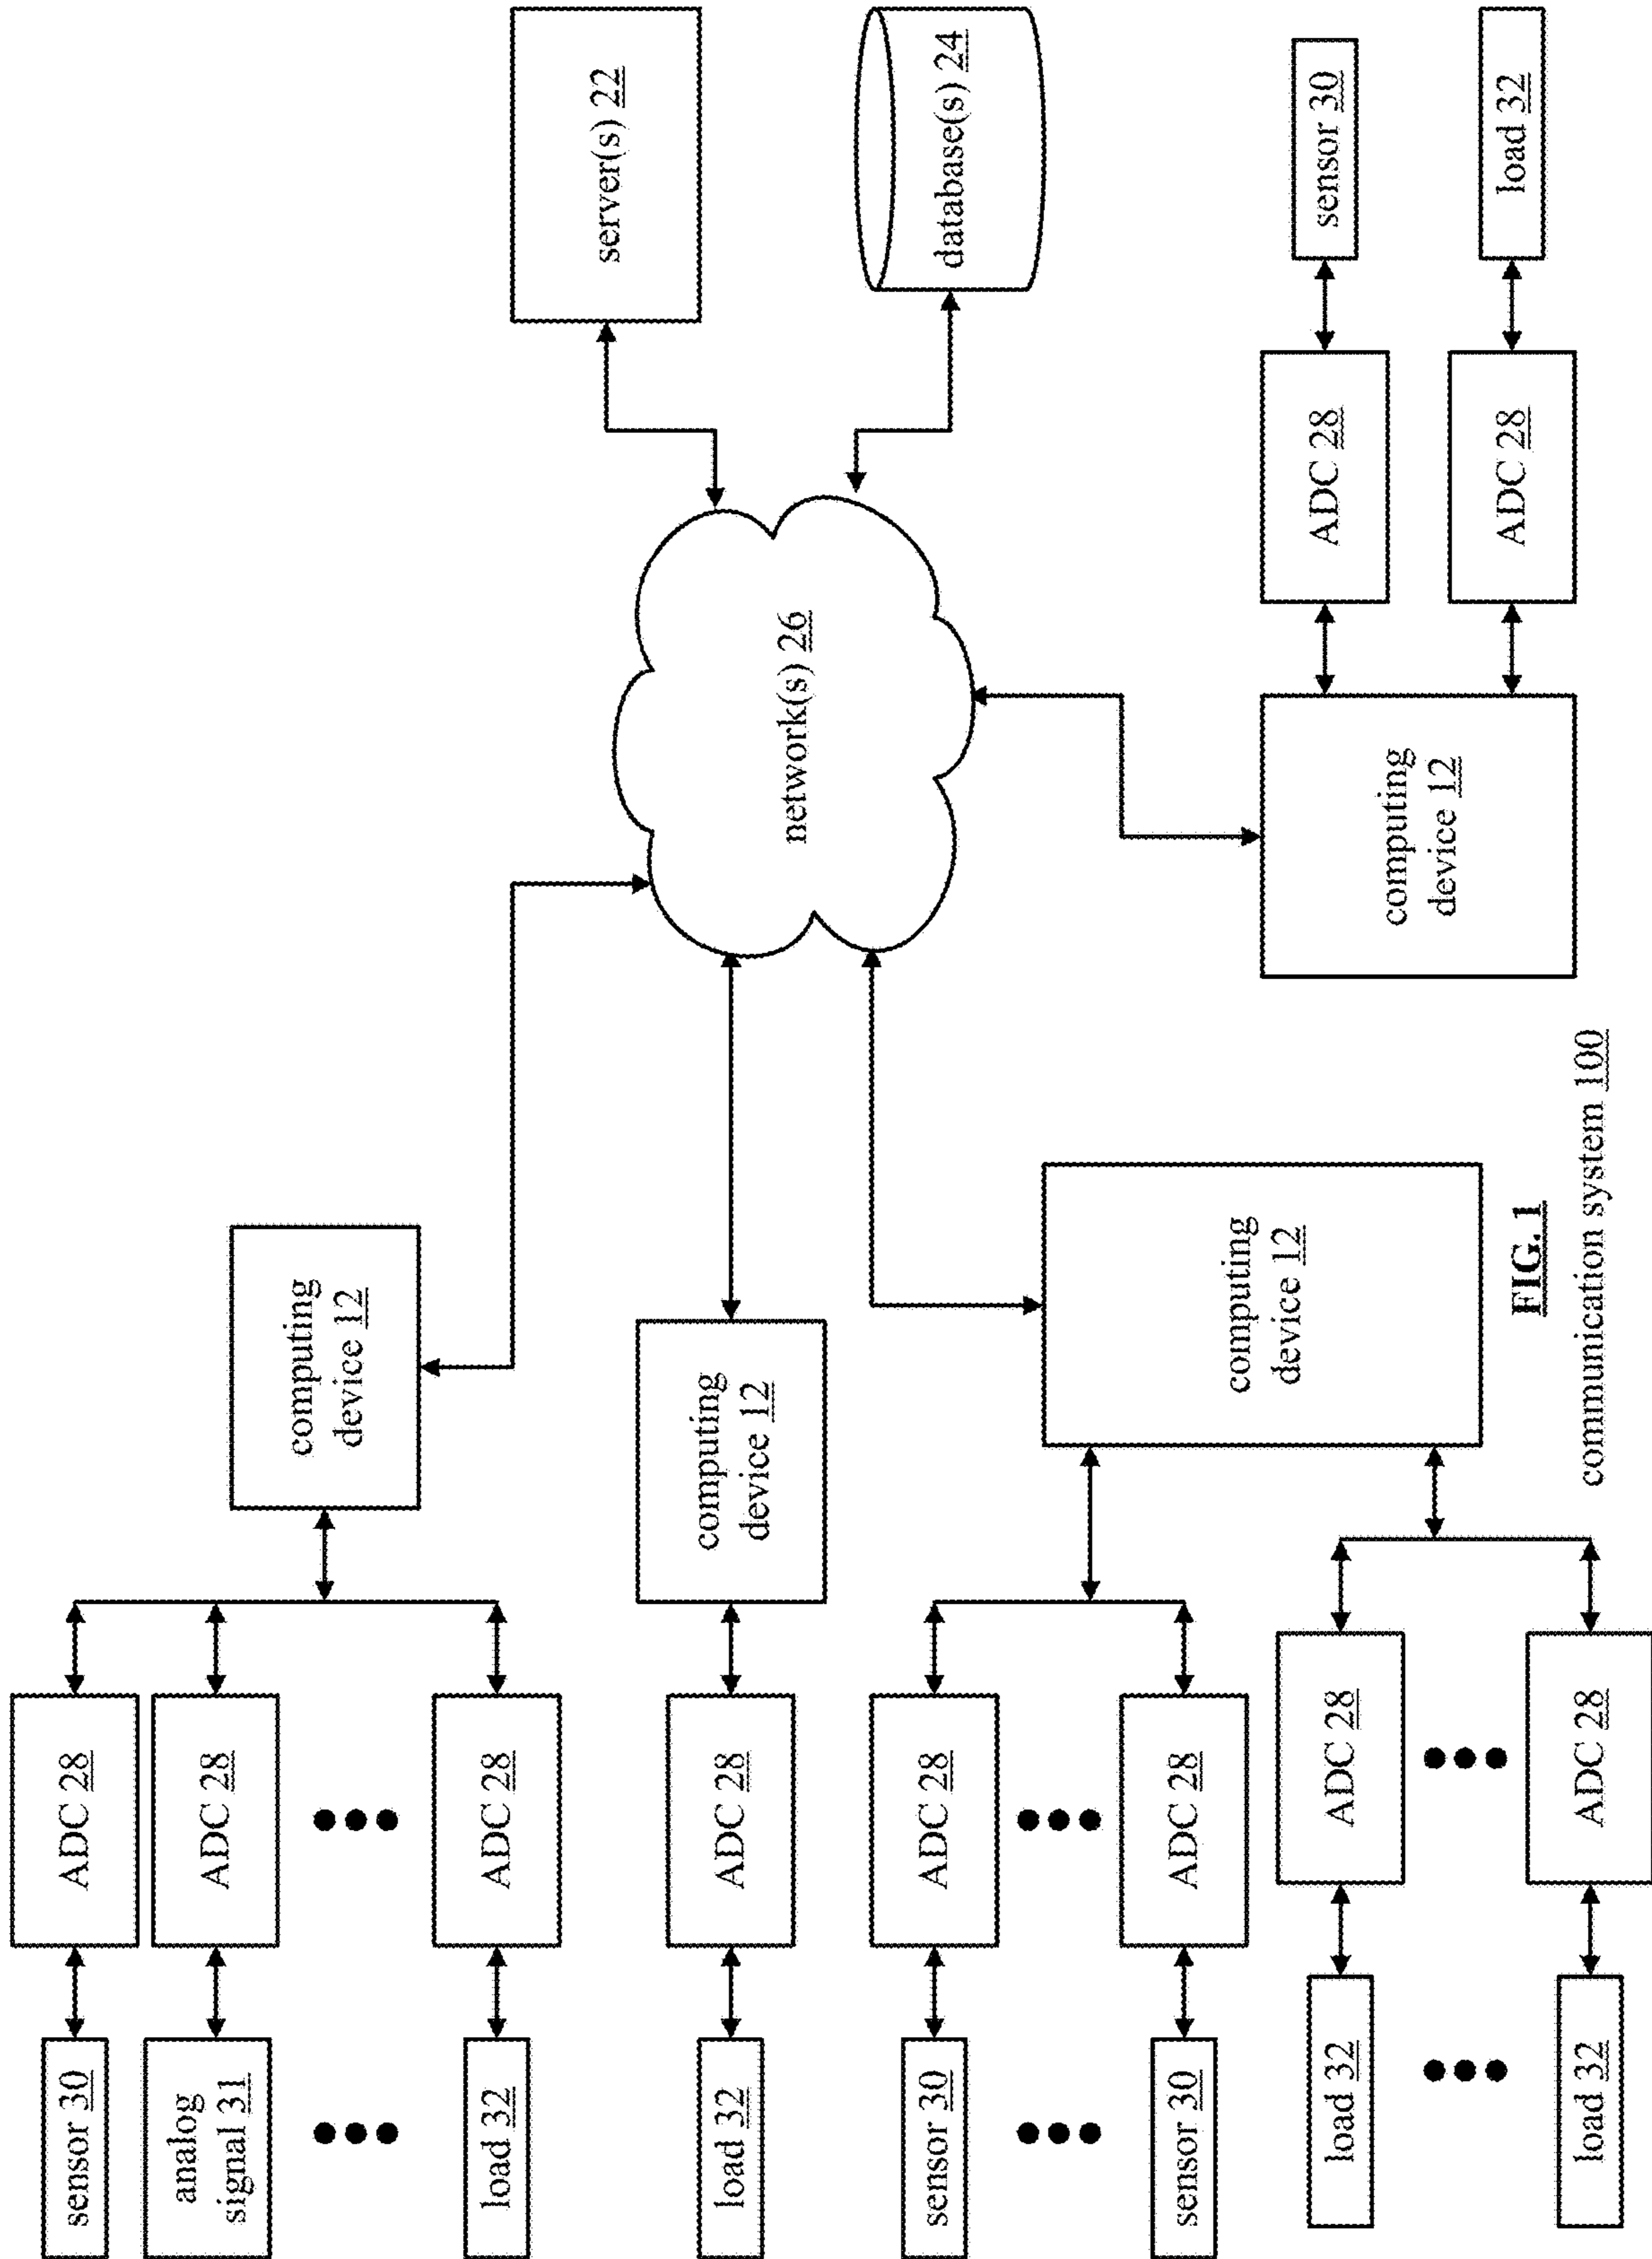 sensor 30
ADC 28
analog
signal 31
ADC 28
load 32
ADC 28
computing
device 12
server(s) 22
load 32
ADC 28
computing
device 12
network(s) 26
database(s) 24
sensor 30
ADC 28
sensor 30
ADC 28
computing
device 12
load 32
ADC 28
load 32
ADC 28
computing
device 12
ADC 28
sensor 30
ADC 28
load 32
FIG. 1
communication system 100